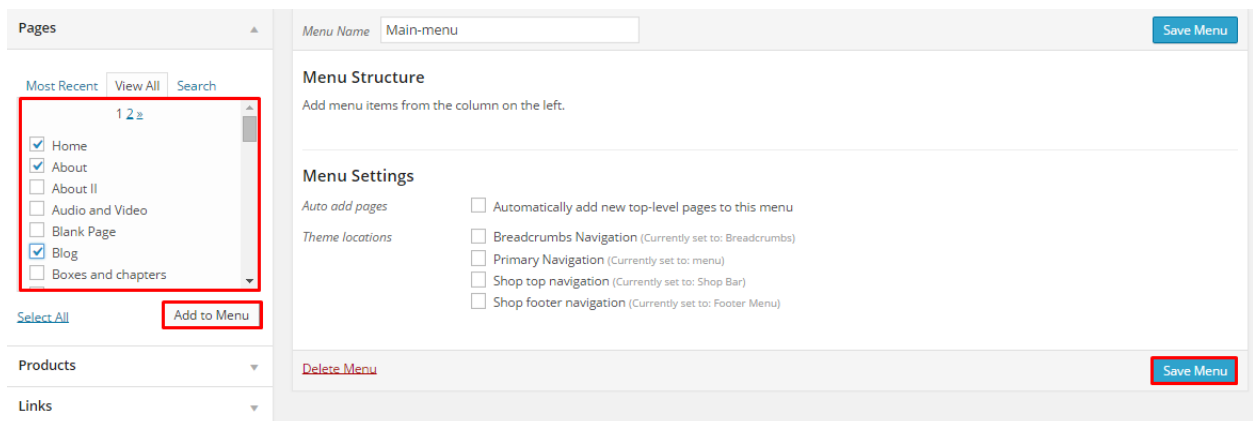 Pages
Most Recent View All Search
1 2 »
Home
About
About II
Audio and Video
Blank Page
Blog
Boxes and chapters
Select All
Add to Menu
Products
Links
Menu Name Main-menu
Save Menu
Menu Structure
Add menu items from the column on the left.
Menu Settings
Auto add pages Automatically add new top-level pages to this menu
Theme locations Breadcrumbs Navigation (Currently set to: Breadcrumbs)
Primary Navigation (Currently set to: menu)
Shop top navigation (Currently set to: Shop Bar)
Shop footer navigation (Currently set to: Footer Menu)
Delete Menu
Save Menu